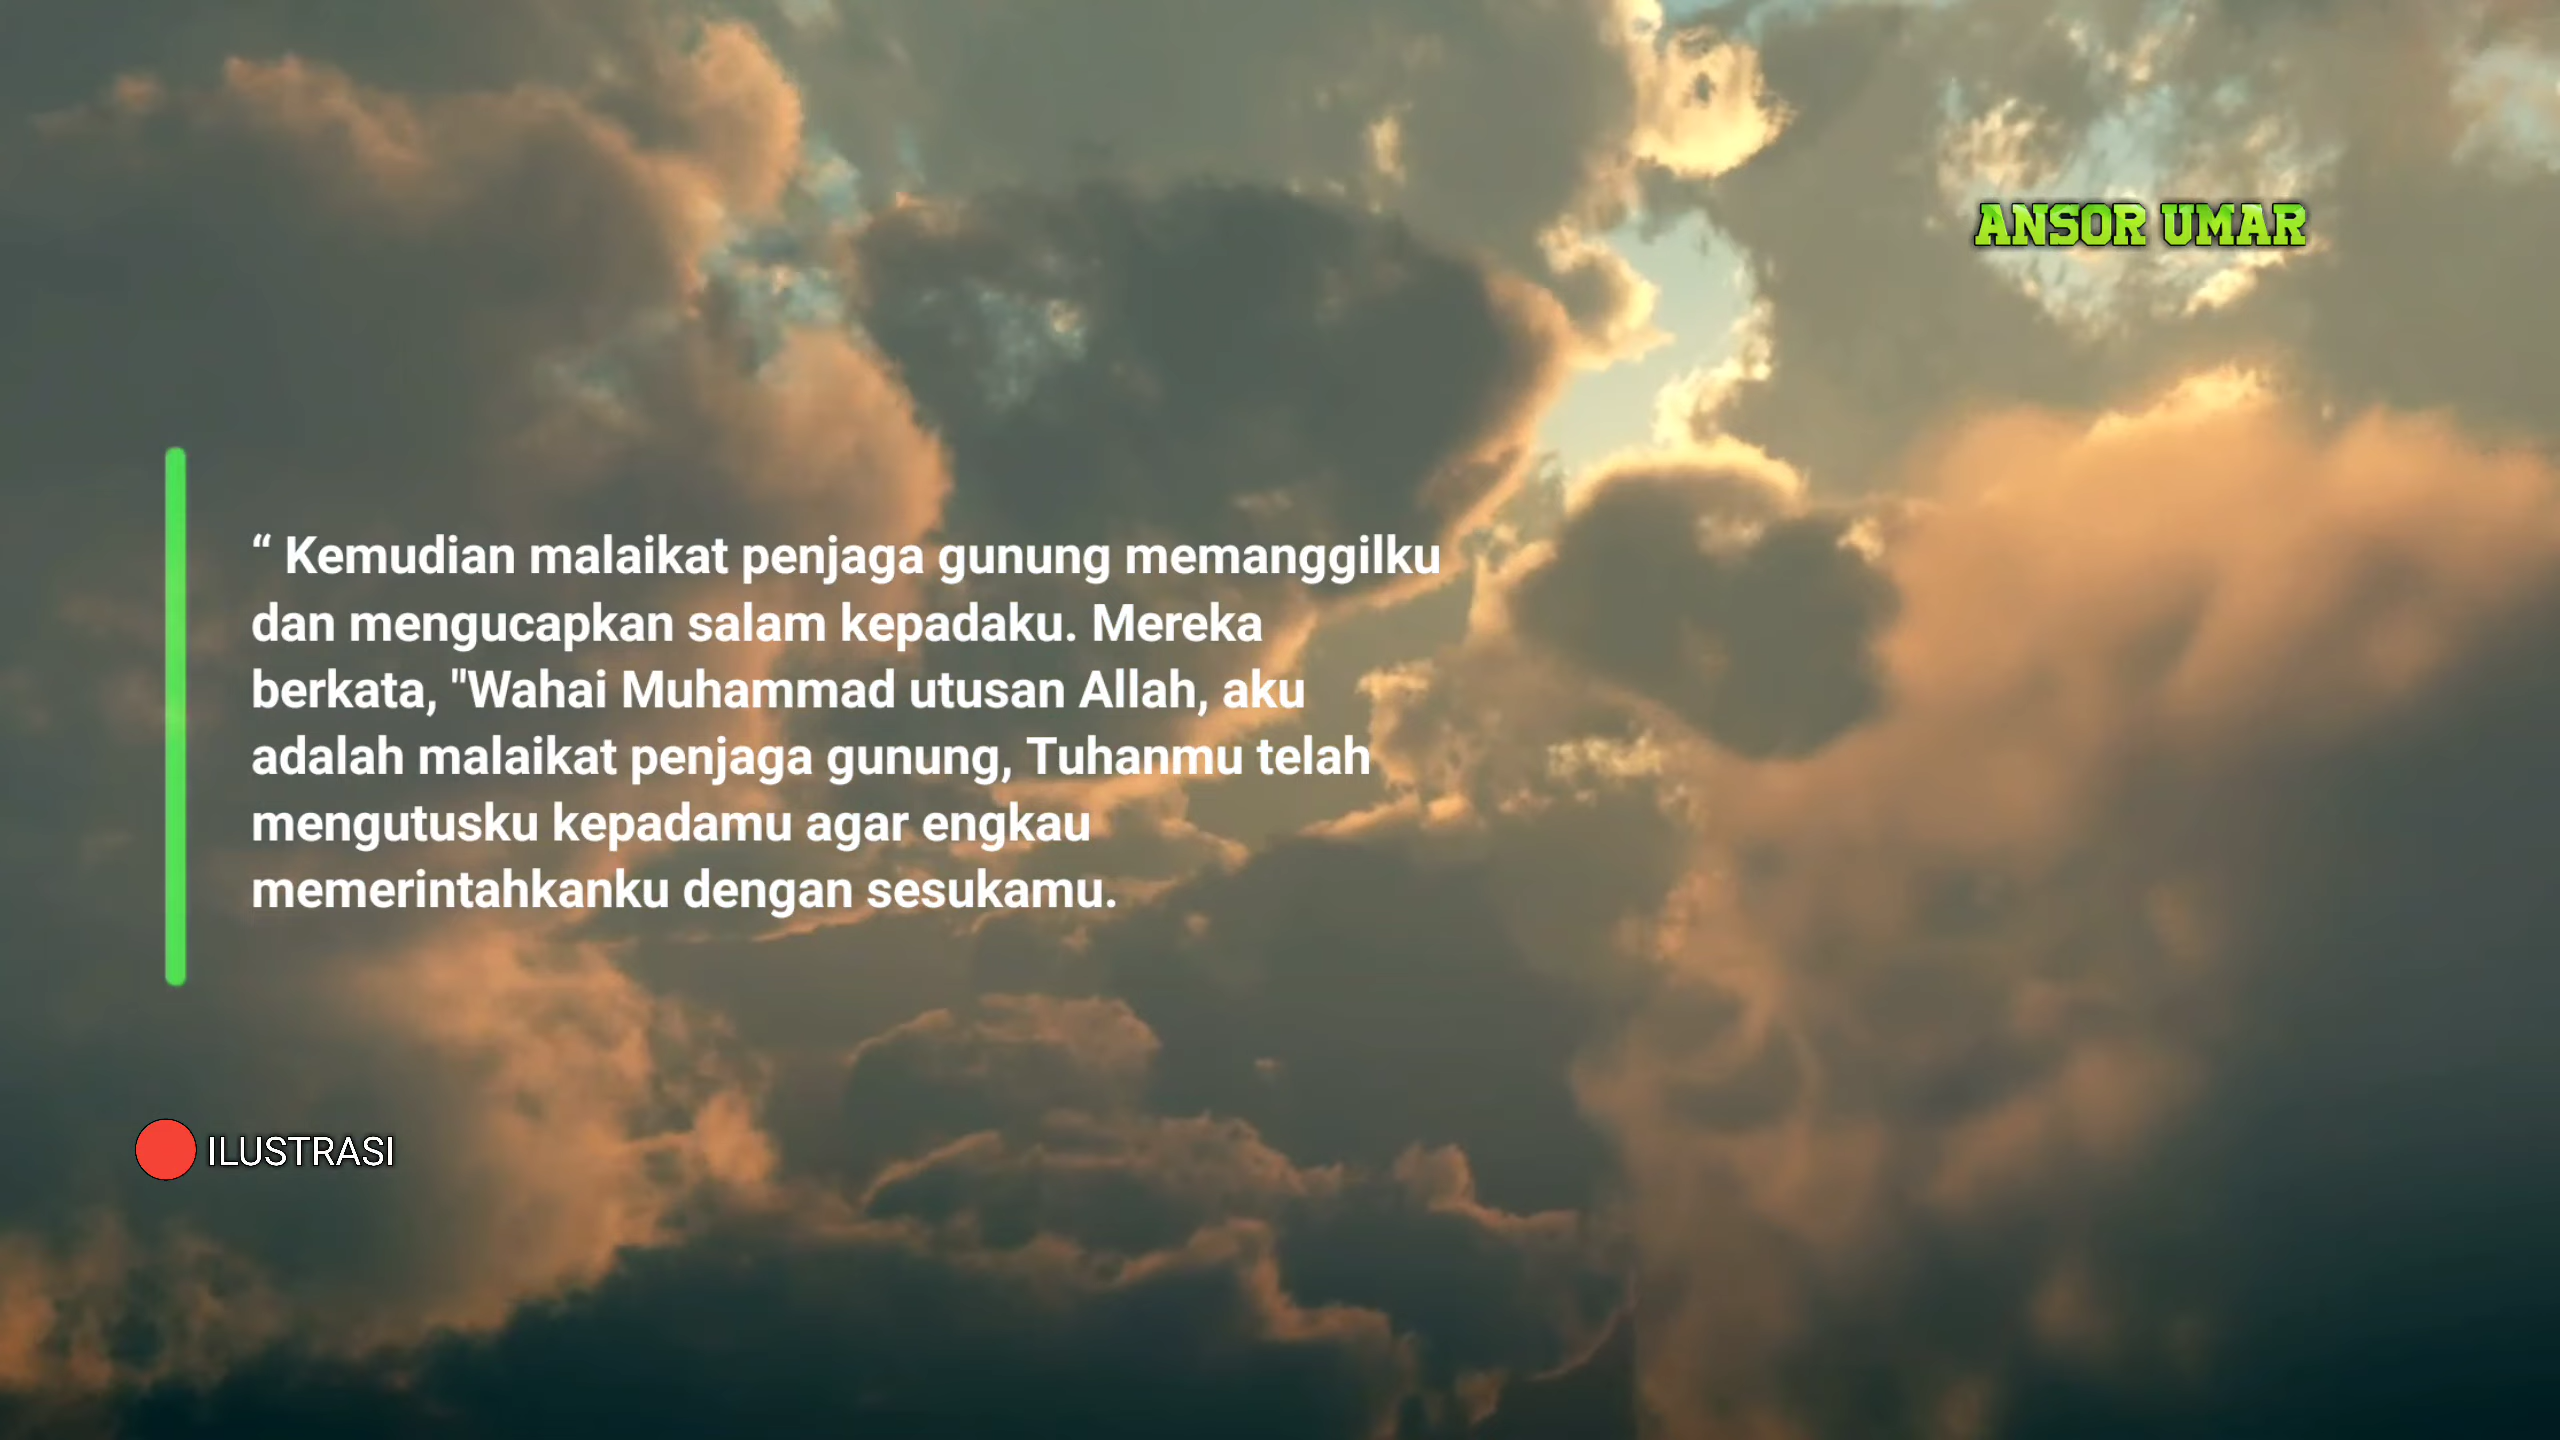 ANSOR UMAR
“ Kemudian malaikat penjaga gunung memanggilku
dan mengucapkan salam kepadaku. Mereka
berkata, "Wahai Muhammad utusan Allah, aku
adalah malaikat penjaga gunung, Tuhanmu telah
mengutusku kepadamu agar engkau
memerintahkanku dengan sesukamu.
ILUSTRASI